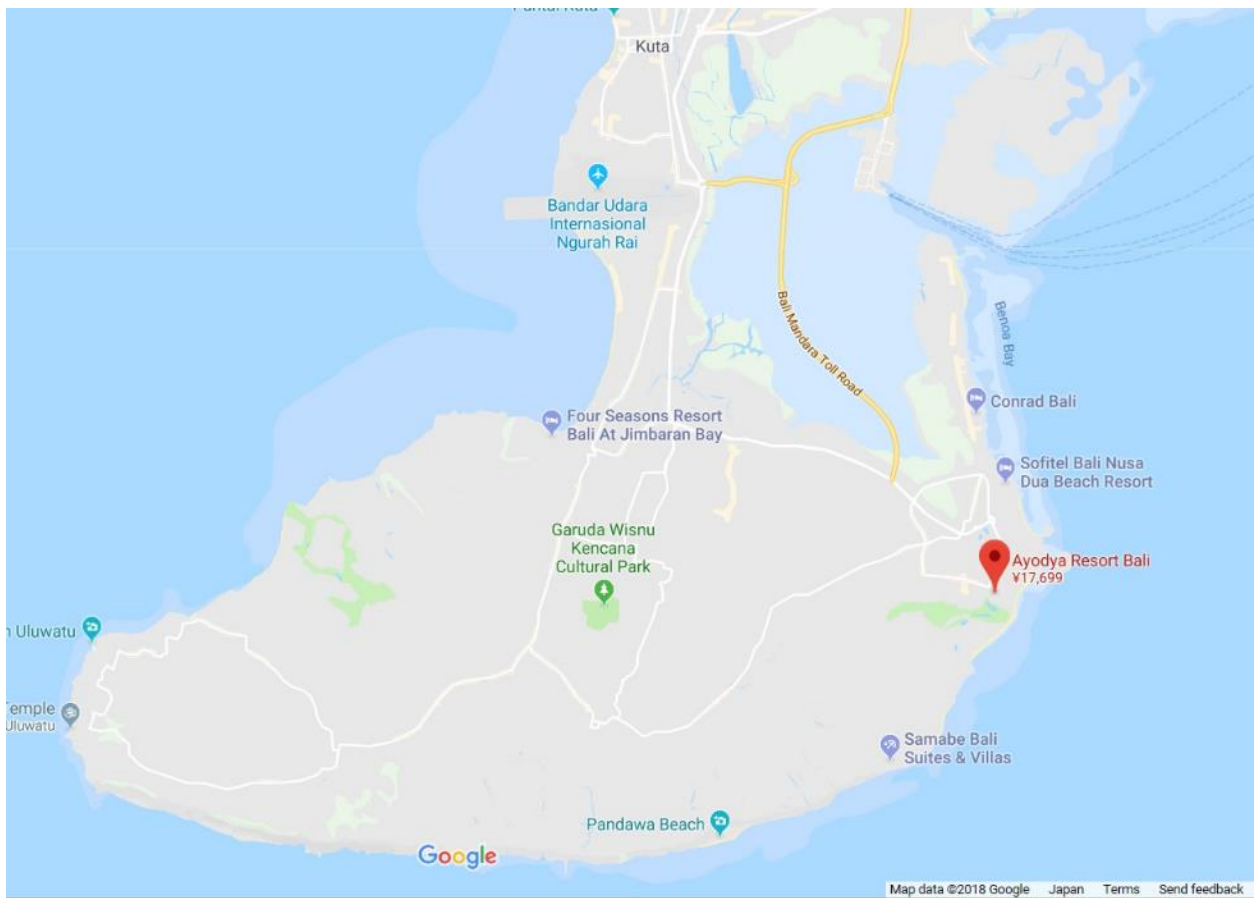 Kuta
Bandar Udara
Internasional
Ngurah Rai
Bali Mandara Toll Road
Benoa Bay
Conrad Bali
Four Seasons Resort
Bali At Jimbaran Bay
Sofitel Bali Nusa
Dua Beach Resort
Garuda Wisnu
Kencana
Cultural Park
Ayodya Resort Bali
¥17,699
Uluwatu
Temple
Uluwatu
Samabe Bali
Suites & Villas
Pandawa Beach
Google
Map data ©2018 Google Japan Terms Send feedback